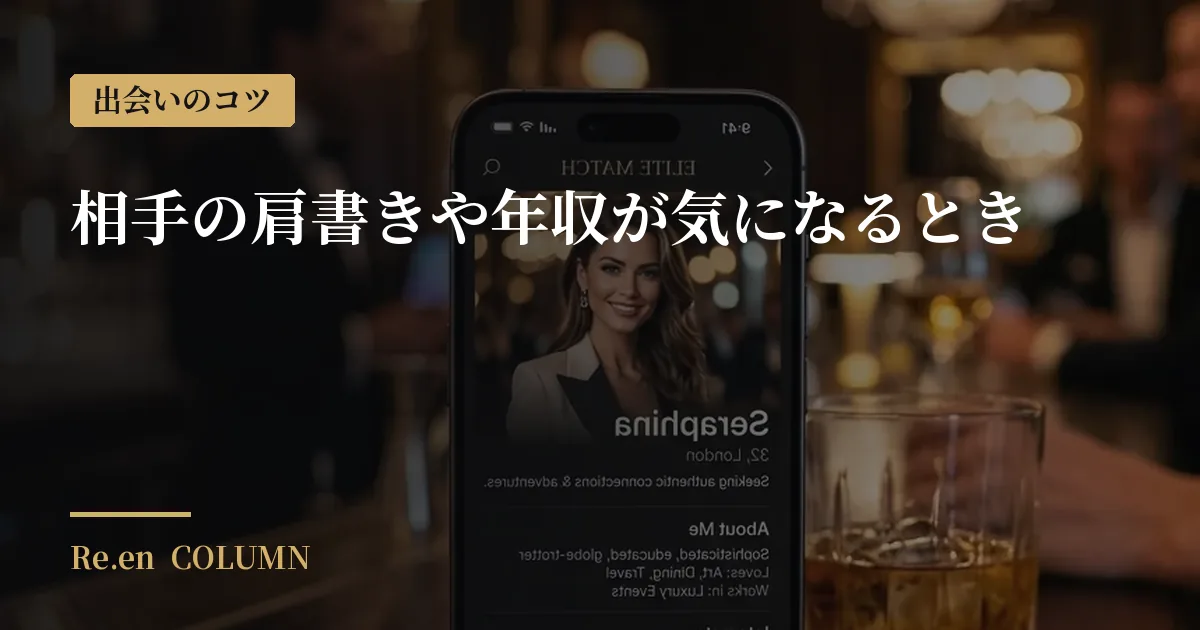 出会いのコツ
9:41
ELITE MATCH
相手の肩書きや年収が気になるとき
Seraphina
32, London
Seeking authentic connections & adventures.
About Me
Sophisticated, educated, globe-trotter
Loves: Art, Dining, Travel
Works in: Luxury Events
Re.en COLUMN